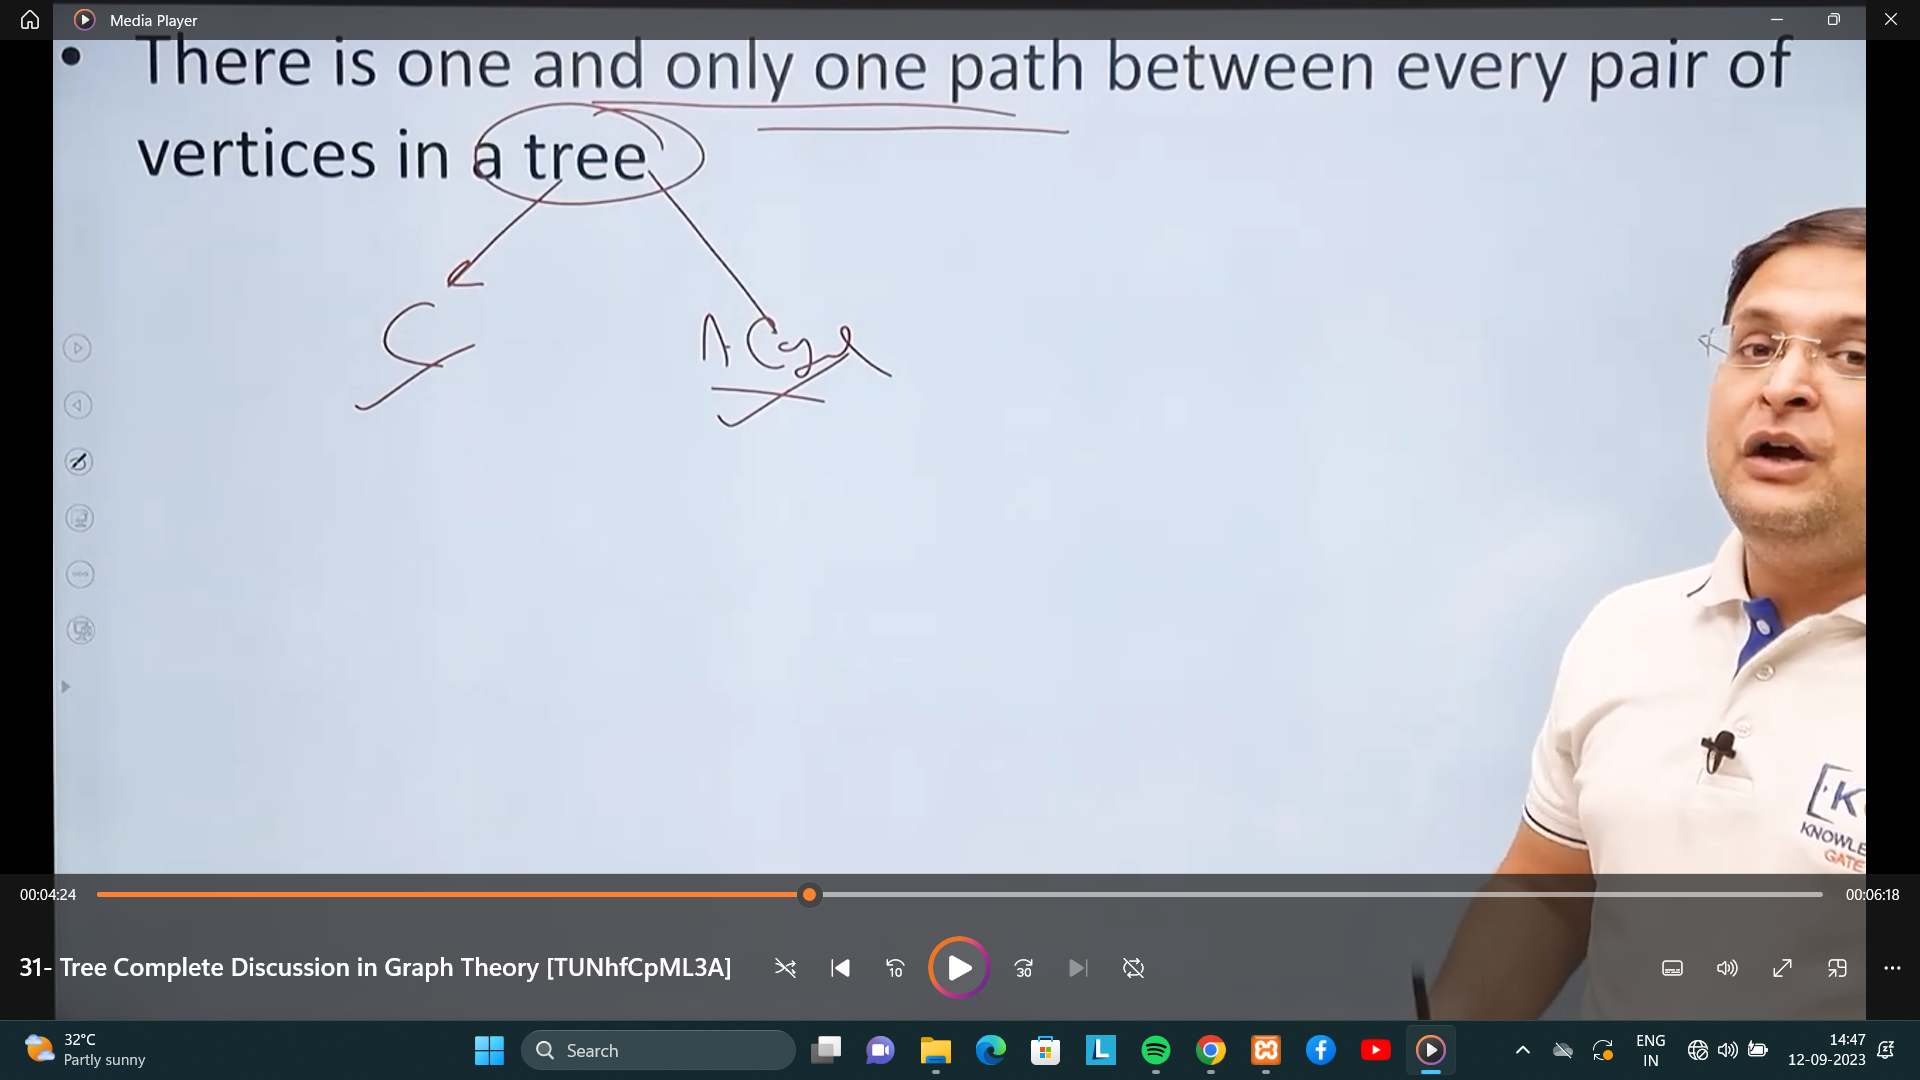 Media Player
• There is one and only one path between every pair of
vertices in a tree
C
A Cycl
KNOWLE
GATE
00:04:24
00:06:18
31- Tree Complete Discussion in Graph Theory [TUNhfCpML3A]
10
30
32°C
Partly sunny
Search
ENG
IN
14:47
12-09-2023